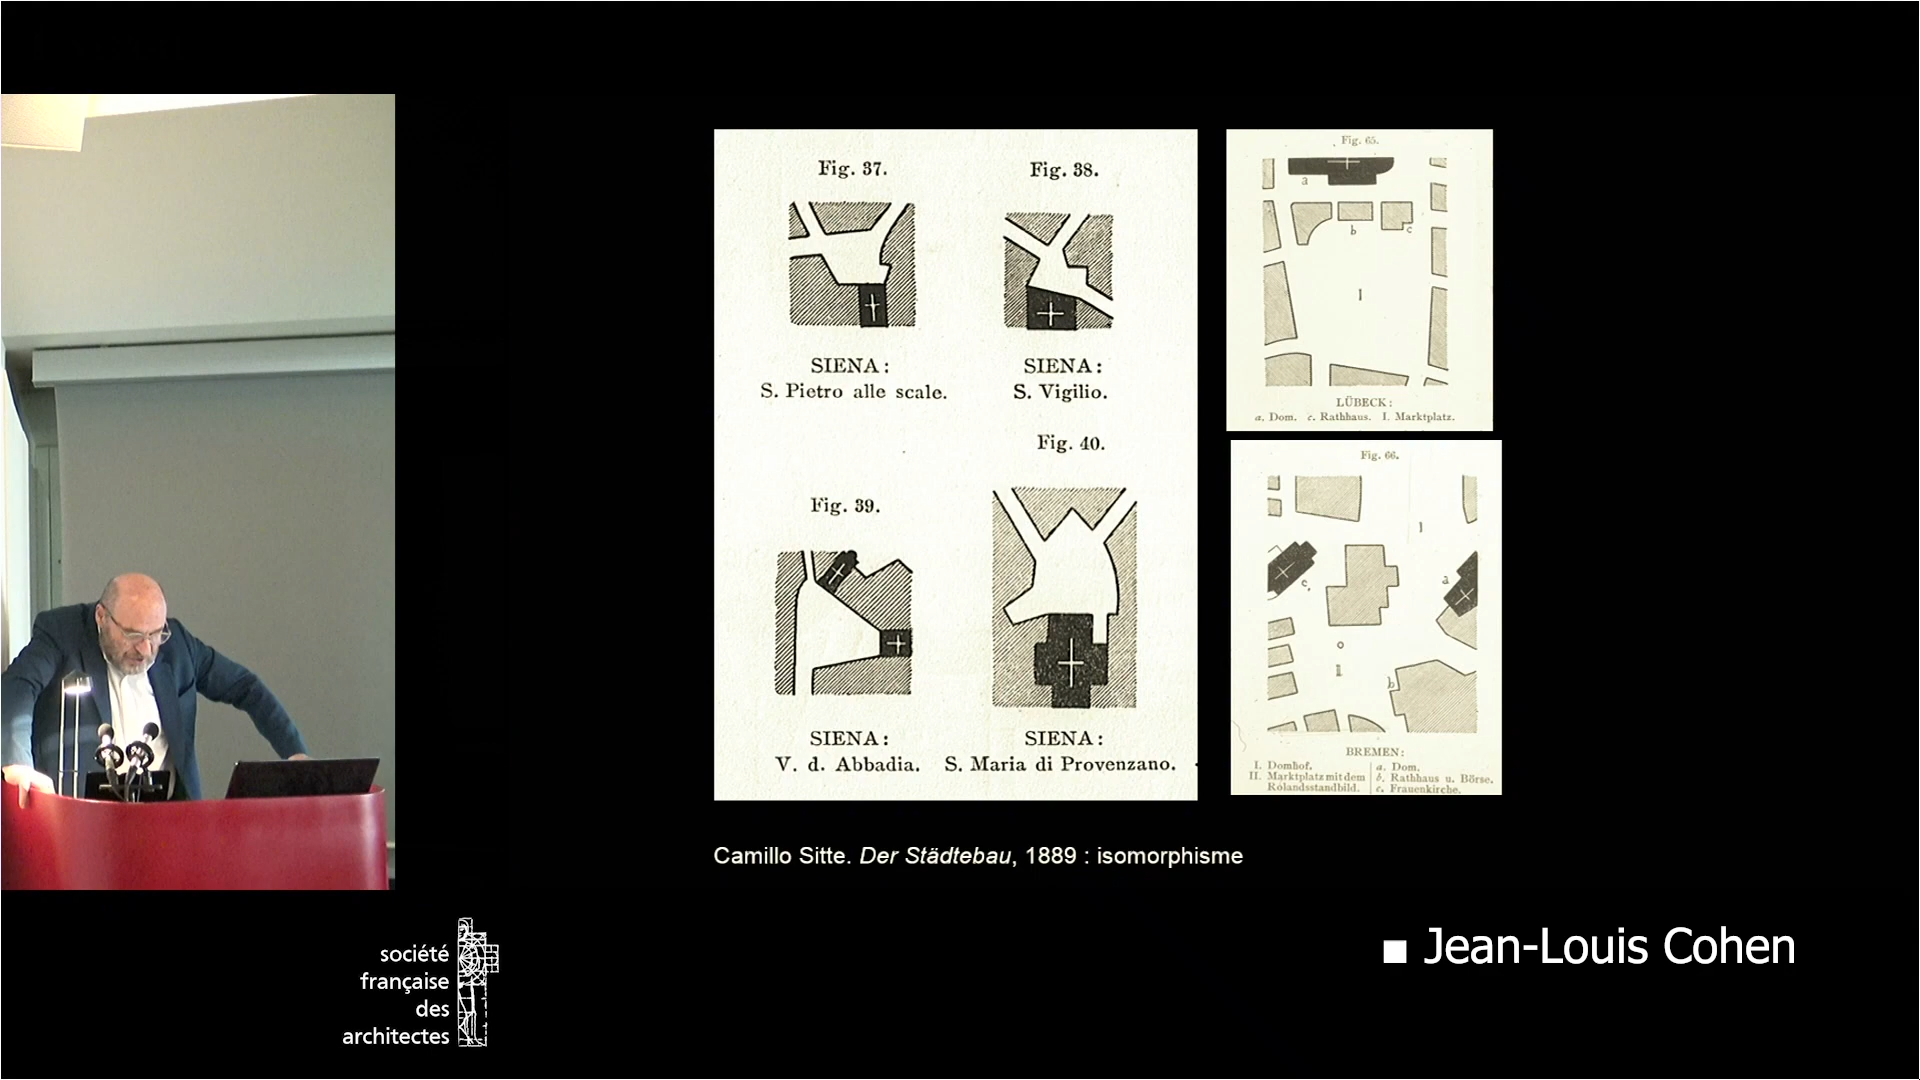 Fig. 37.
Fig. 38.
SIENA:
S. Pietro alle scale.
SIENA:
S. Vigilio.
Fig. 40.
Fig. 39.
SIENA:
V. d. Abbadia.
SIENA:
S. Maria di Provenzano.
Fig. 65.
a
b
c
I
LÜBECK:
a. Dom. c. Rathhaus. I. Marktplatz.
Fig. 66.
I
c.
a
o
II
b
BREMEN:
I. Domhof.
II. Marktplatz mit dem
Rolandsstandbild.
a. Dom.
b. Rathhaus u. Börse.
c. Frauenkirche.
Camillo Sitte. Der Städtebau, 1889 : isomorphisme
société
française
des
architectes
Jean-Louis Cohen